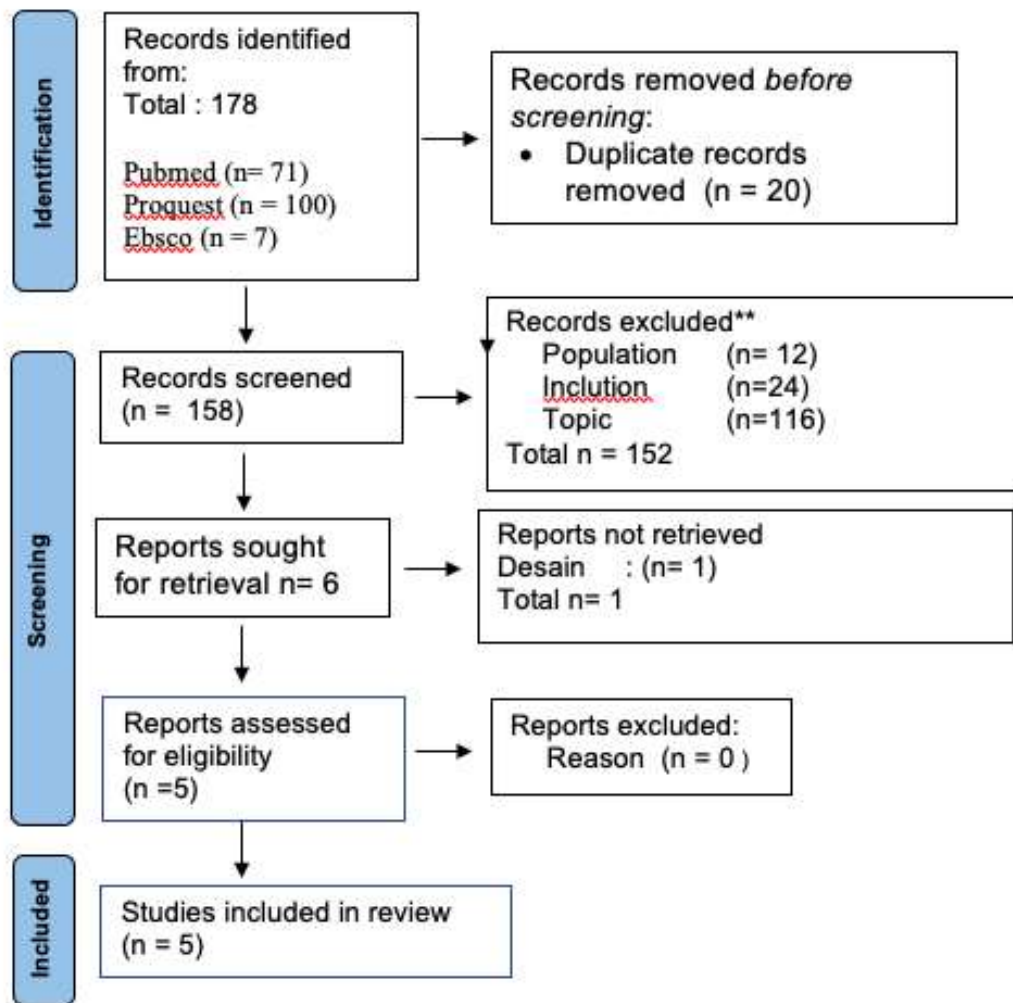 Identification
Records identified
from:
Total : 178
Pubmed (n= 71)
Proquest (n = 100)
Ebsco (n = 7)
Records removed before
screening:
• Duplicate records
removed (n = 20)
Screening
Records screened
(n = 158)
Records excluded**
Population (n= 12)
Inclution (n=24)
Topic (n=116)
Total n = 152
Reports sought
for retrieval n= 6
Reports not retrieved
Desain : (n= 1)
Total n= 1
Reports assessed
for eligibility
(n =5)
Reports excluded:
Reason (n = 0 )
Included
Studies included in review
(n = 5)